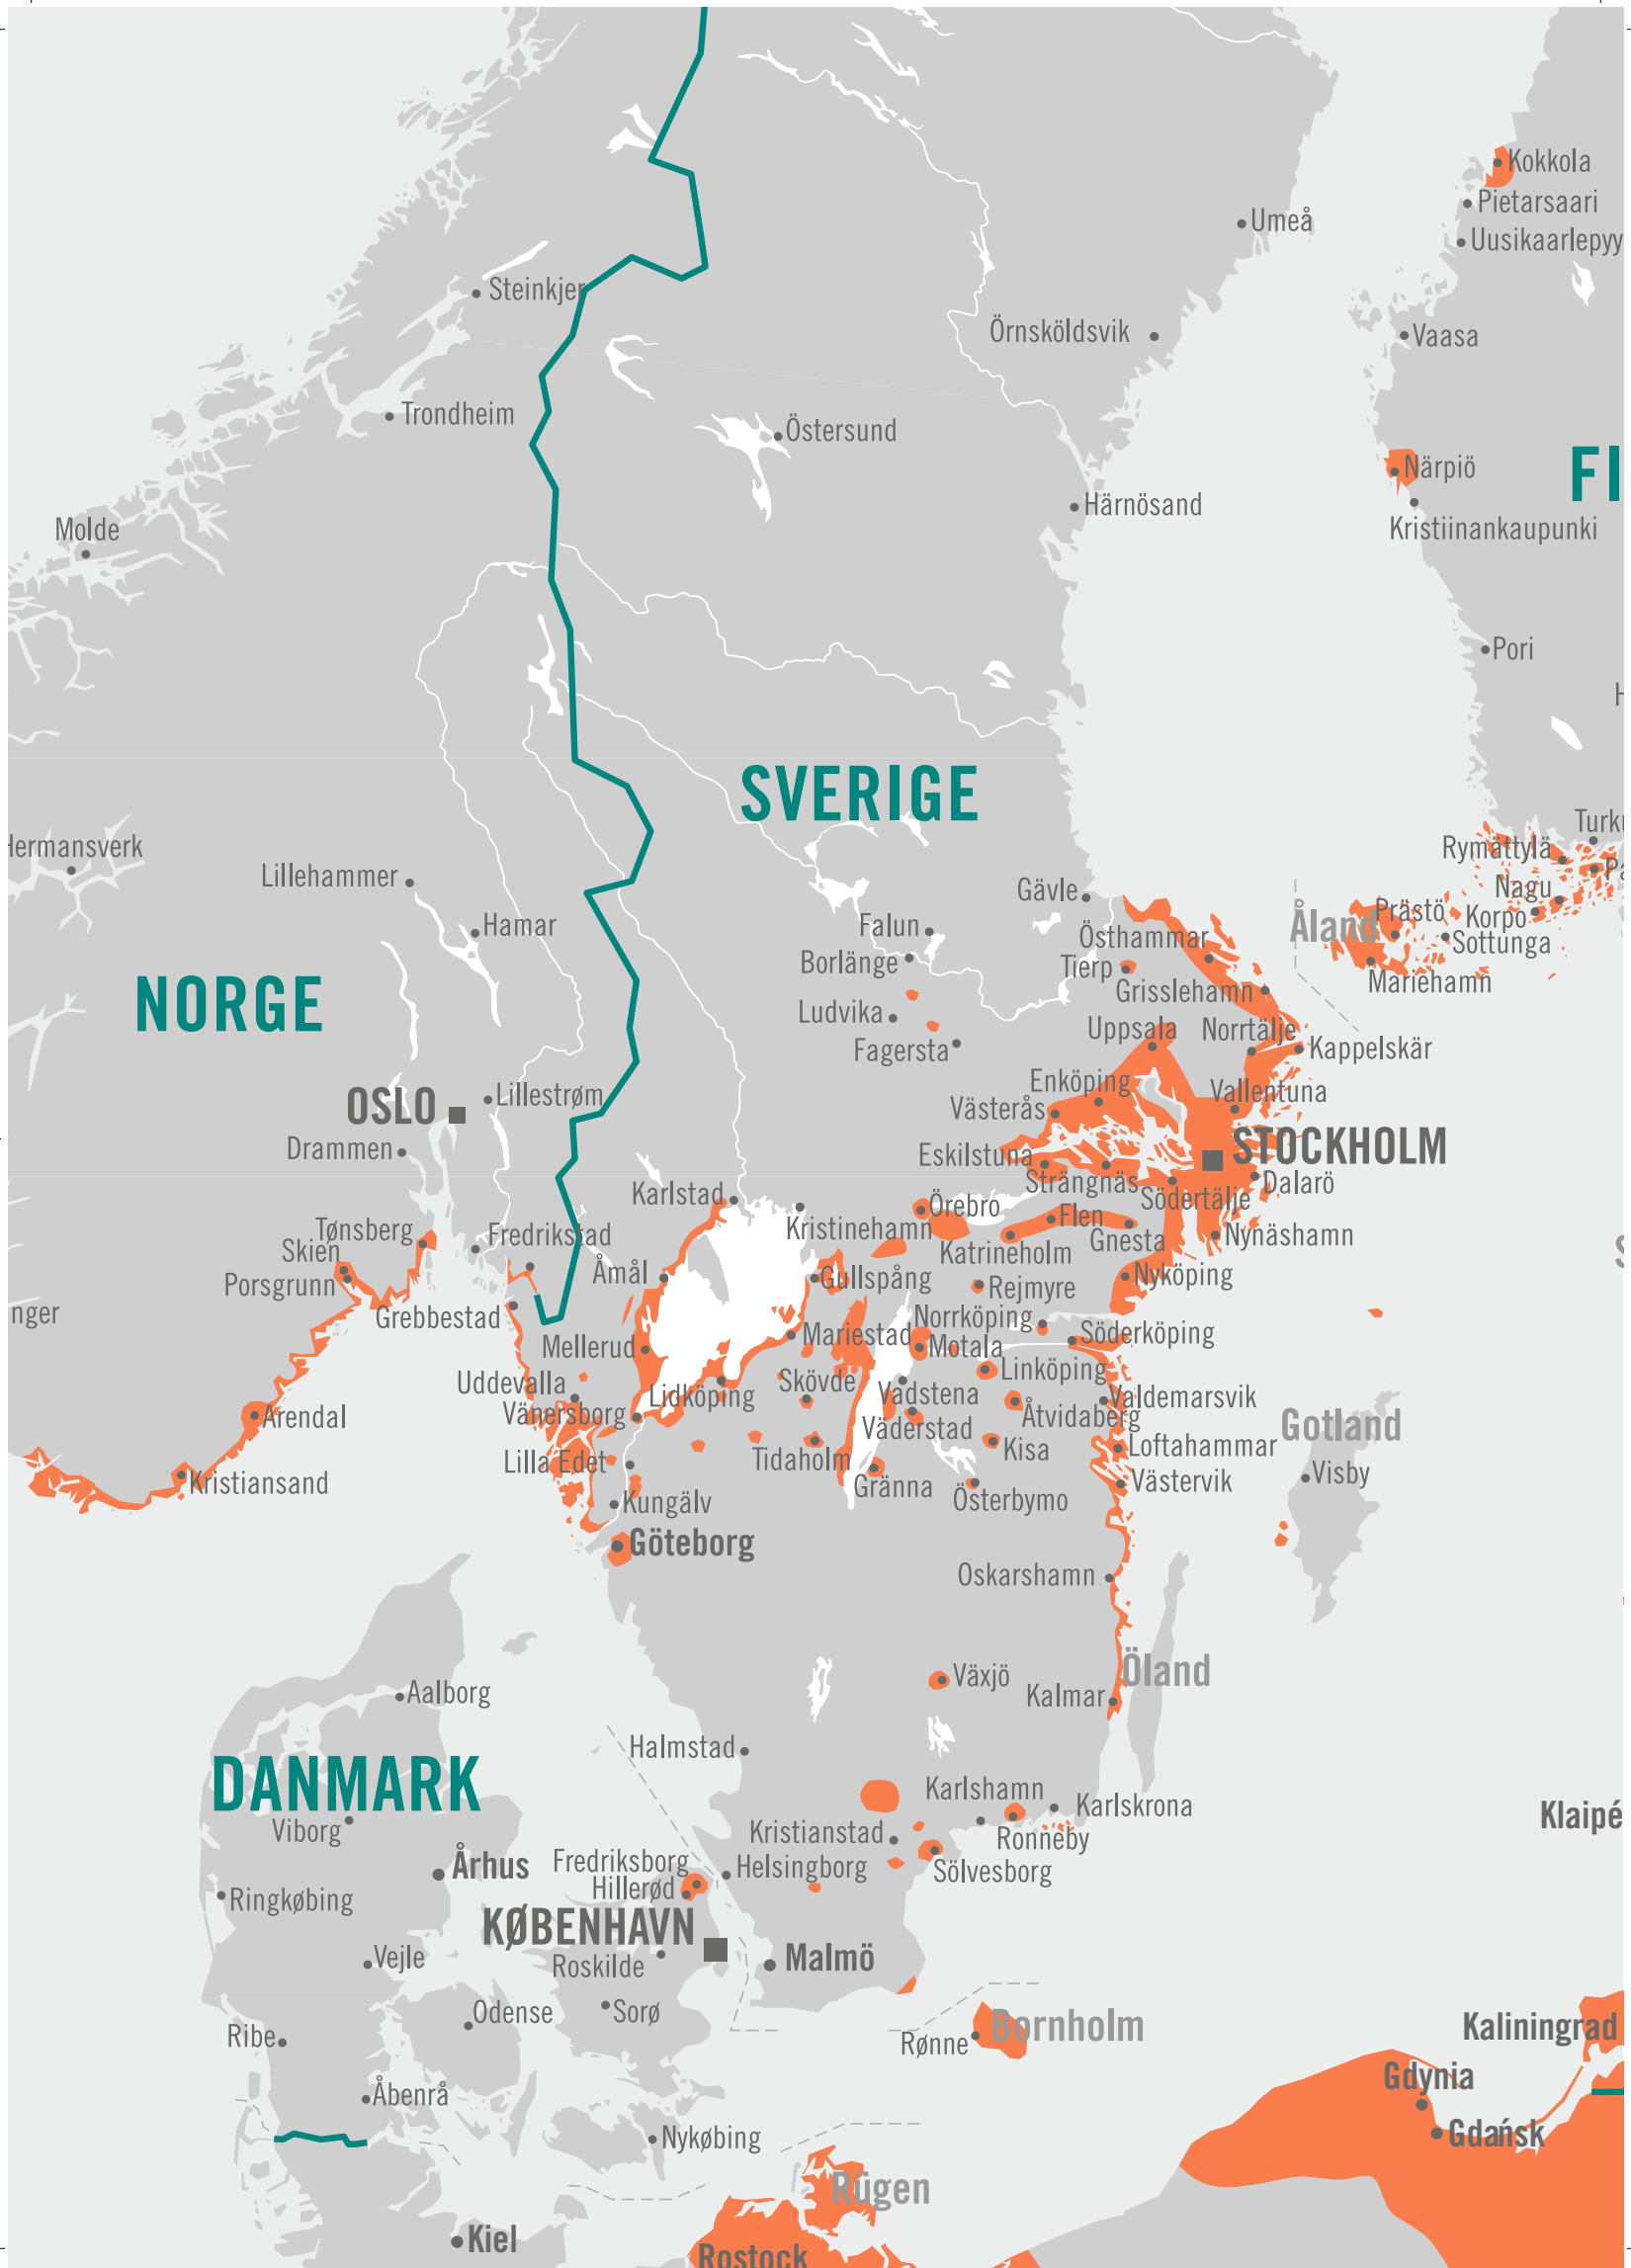 Kokkola
Pietarsaari
Umeå
Uusikaarlepyy
Steinkjer
Örnsköldsvik
Vaasa
Trondheim
Östersund
Närpiö
FI
Härnösand
Molde
Kristiinankaupunki
Pori
H
SVERIGE
Turku
Rymättylä
Hermansverk
Lillehammer
Gävle
Nagu
Pa
Hamar
Falun
Östhammar
Åland
Prästö
Korpo
Sottunga
Borlänge
Tierp
Mariehamn
NORGE
Grisslehamn
Ludvika
Uppsala
Norrtälje
Fagersta
Kappelskär
Enköping
OSLO
Lillestrøm
Västerås
Vallentuna
Drammen
Eskilstuna
STOCKHOLM
Strängnäs
Dalarö
Karlstad
Södertälje
Örebro
Tønsberg
Fredrikstad
Kristinehamn
Flen
Skien
Katrineholm
Gnesta
Nynäshamn
S
Porsgrunn
Åmål
Gullspång
Rejmyre
Nyköping
nger
Grebbestad
Norrköping
Mariestad
Motala
Söderköping
Mellerud
Linköping
Uddevalla
Lidköping
Skövde
Vadstena
Valdemarsvik
Vänersborg
Arendal
Väderstad
Åtvidaberg
Gotland
Loftahammar
Lilla Edet
Tidaholm
Kisa
Kristiansand
Gränna
Västervik
Visby
Kungälv
Österbymo
Göteborg
Oskarshamn
Växjö
Öland
Aalborg
Kalmar
Halmstad
DANMARK
Karlshamn
Karlskrona
Klaipé
Viborg
Kristianstad
Ronneby
Århus
Fredriksborg
Helsingborg
Sölvesborg
Hillerød
Ringkøbing
KØBENHAVN
Vejle
Roskilde
Malmö
Odense
Sorø
Bornholm
Kaliningrad
Ribe
Rønne
Gdynia
Åbenrå
Nykøbing
Gdańsk
Rügen
Kiel
Rostock